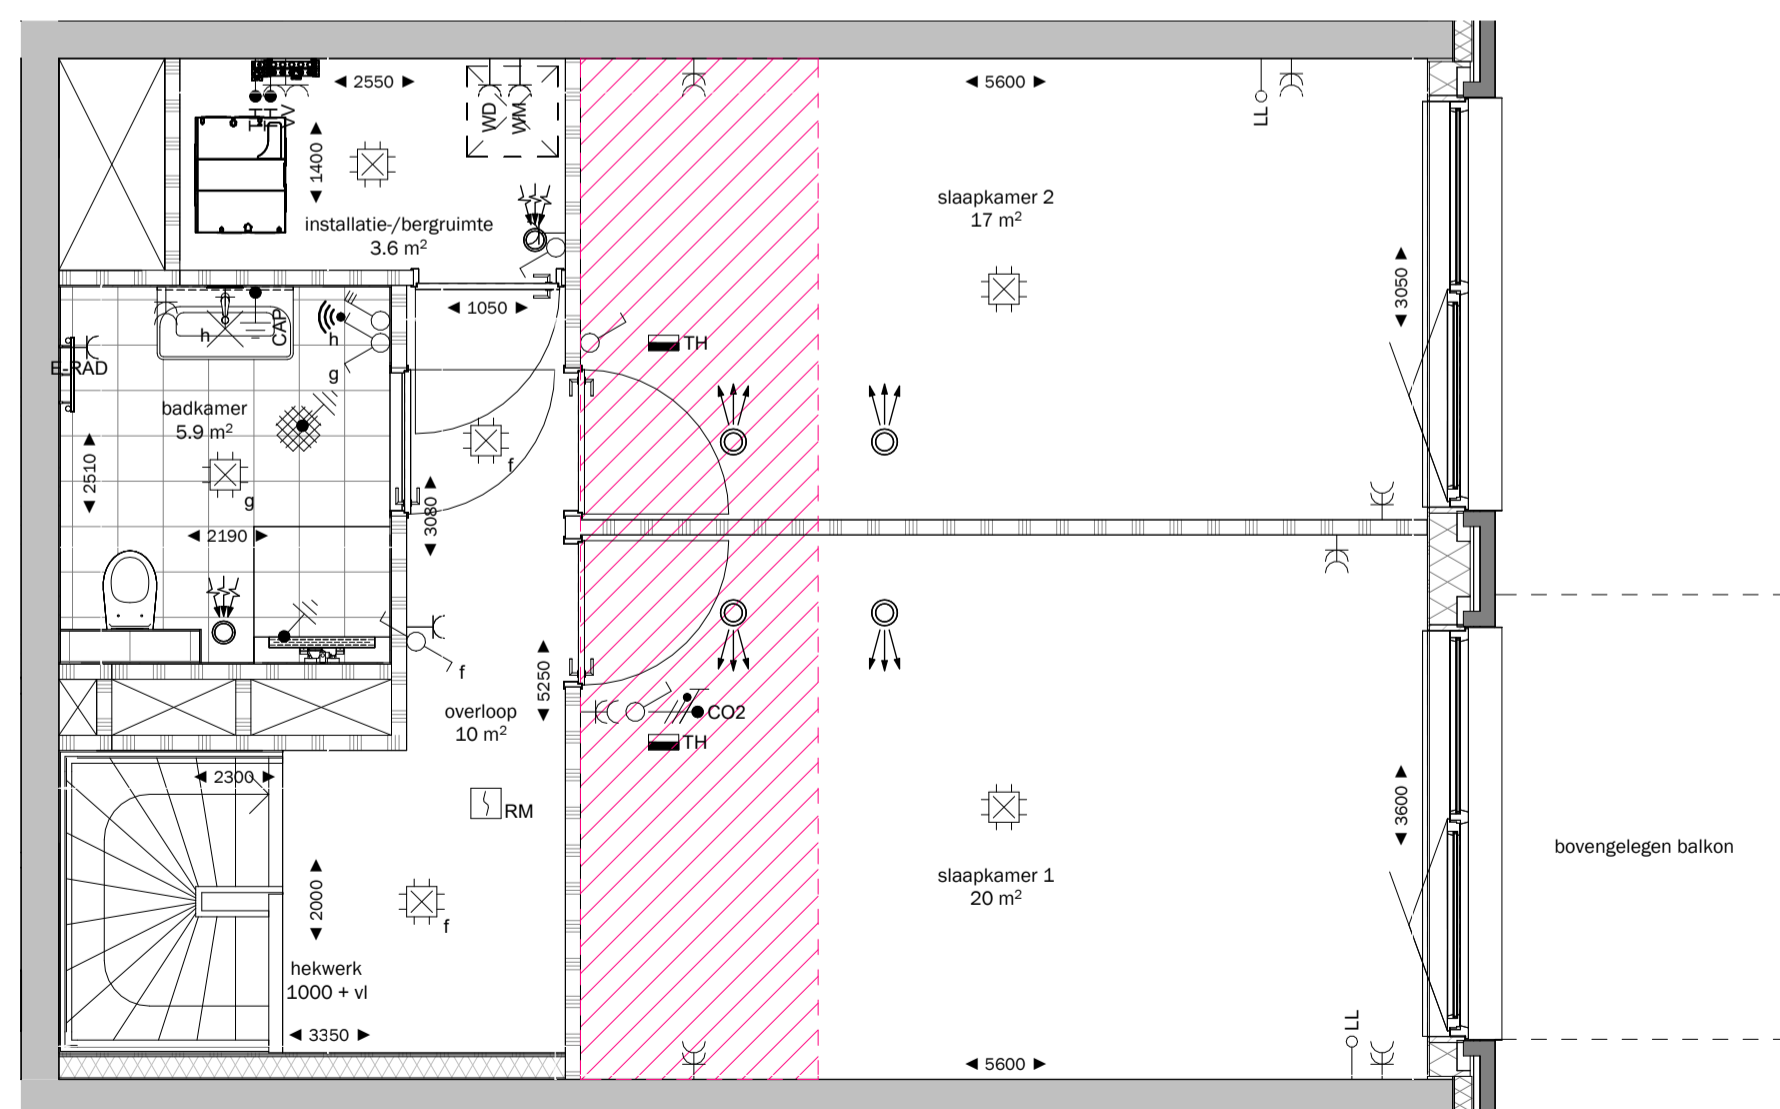 2550
5600
WD
WM
LL
VV
1400
slaapkamer 2
17 m²
installatie-/bergruimte
3.6 m²
3050
1050
CAP
h
h
TH
E-RAD
g
badkamer
5.9 m²
f
2510
g
3080
2190
f
5250
overloop
10 m²
CO2
TH
2300
3600
RM
bovengelegen balkon
slaapkamer 1
20 m²
2000
f
hekwerk
1000 + vl
LL
3350
5600